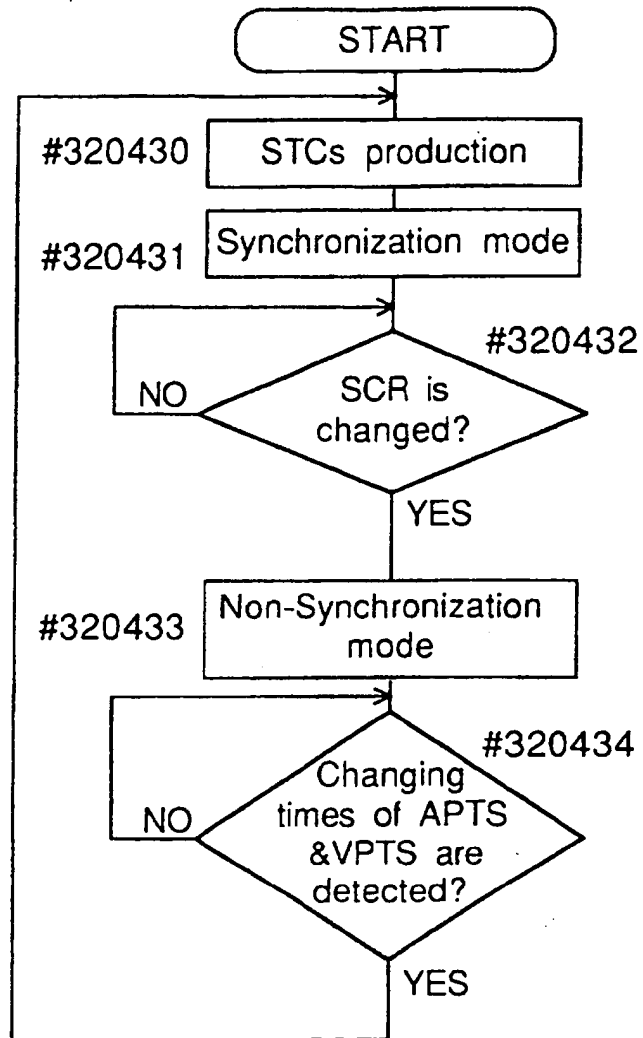 START
#320430
STCs production
#320431
Synchronization mode
#320432
SCR is
changed?
NO
YES
#320433
Non-Synchronization
mode
#320434
Changing
times of APTS
&VPTS are
detected?
NO
YES